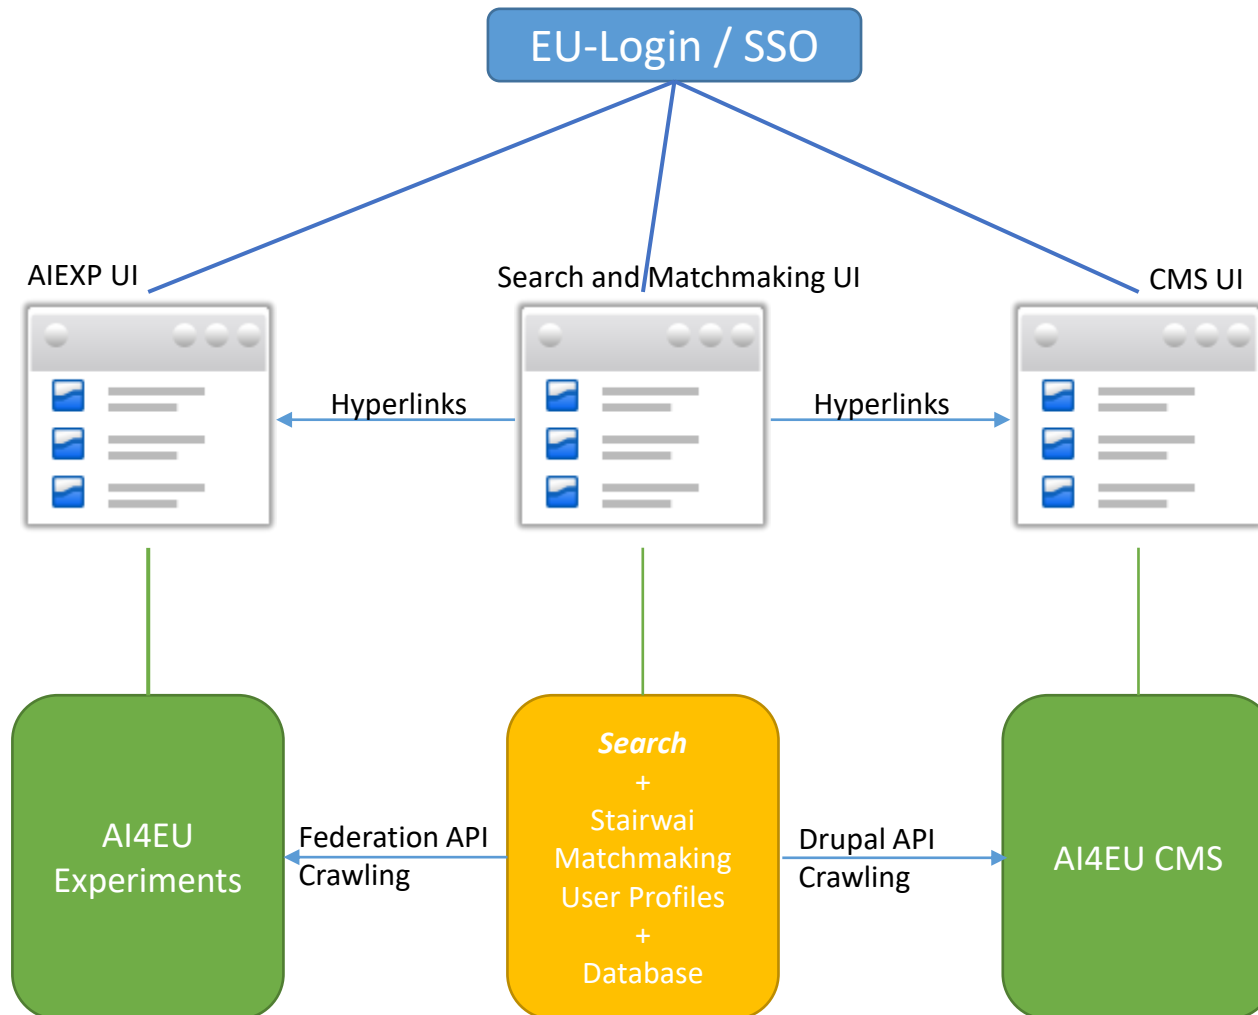 EU-Login / SSO
AIEXP UI
Search and Matchmaking UI
CMS UI
Hyperlinks
Hyperlinks
AI4EU
Experiments
Federation API
Crawling
Search
+
Stairwai
Matchmaking
User Profiles
+
Database
Drupal API
Crawling
AI4EU CMS